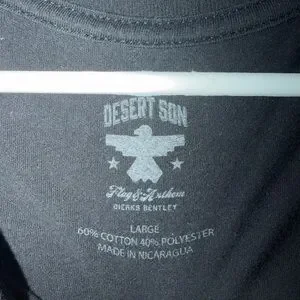 DESERT SON
Flag & Anthem
DIERKS BENTLEY
LARGE
60% COTTON 40% POLYESTER
MADE IN NICARAGUA